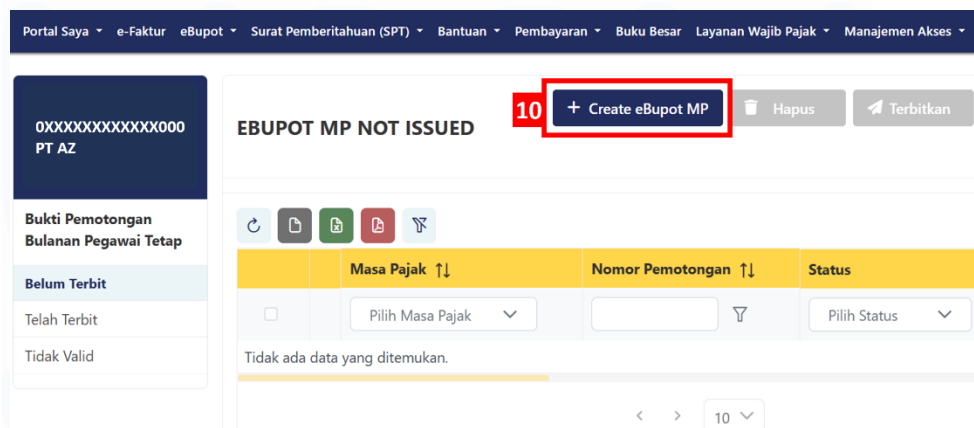 Portal Saya e-Faktur eBupot Surat Pemberitahuan (SPT) Bantuan Pembayaran Buku Besar Layanan Wajib Pajak Manajemen Akses
0XXXXXXXXXXXX000
PT AZ
EBUPOT MP NOT ISSUED
10
+ Create eBupot MP
Hapus
Terbitkan
Bukti Pemotongan
Bulanan Pegawai Tetap
Belum Terbit
Telah Terbit
Tidak Valid
Masa Pajak Nomor Pemotongan Status
Pilih Masa Pajak Pilih Status
Tidak ada data yang ditemukan.
< > 10